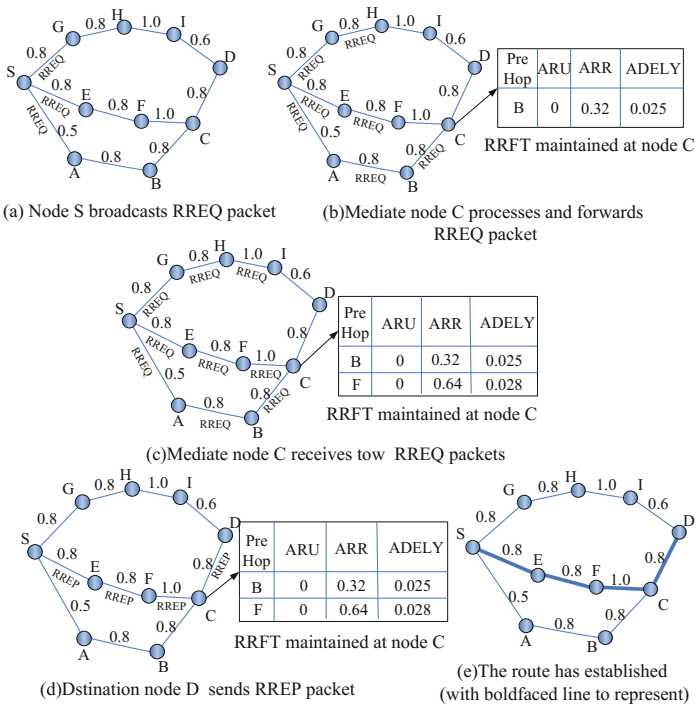 G 0.8 H 1.0 I
0.8 0.6
RREQ D
S
0.8 E 0.8
RREQ 0.8 F 1.0
RREQ 0.5 C
0.8
A 0.8 B
(a) Node S broadcasts RREQ packet
G 0.8 H 1.0 I
0.8 RREQ 0.6
RREQ D
S
0.8 E 0.8
RREQ 0.8 F 1.0
RREQ RREQ C
0.5 0.8
RREQ
A 0.8 B
RREQ
Pre Hop ARU ARR ADELY
B 0 0.32 0.025
RRFT maintained at node C
(b)Mediate node C processes and forwards
RREQ packet
G 0.8 H 1.0 I
0.8 RREQ RREQ 0.6
RREQ D
S
0.8 E 0.8
RREQ 0.8 F 1.0
RREQ RREQ RREQ C
0.5 0.8
RREQ
A 0.8 B
RREQ
Pre Hop ARU ARR ADELY
B 0 0.32 0.025
F 0 0.64 0.028
RRFT maintained at node C
(c)Mediate node C receives tow RREQ packets
G 0.8 H 1.0 I
0.8 0.6
D
S
0.8 E 0.8 RREP
RREP 0.8 F 1.0
RREP RREP C
0.5 0.8
A 0.8 B
Pre Hop ARU ARR ADELY
B 0 0.32 0.025
F 0 0.64 0.028
RRFT maintained at node C
(d)Dstination node D sends RREP packet
G 0.8 H 1.0 I
0.8 0.6
D
S
0.8 E 0.8
0.8 F 1.0
C
0.5 0.8
A 0.8 B
(e)The route has established
(with boldfaced line to represent)